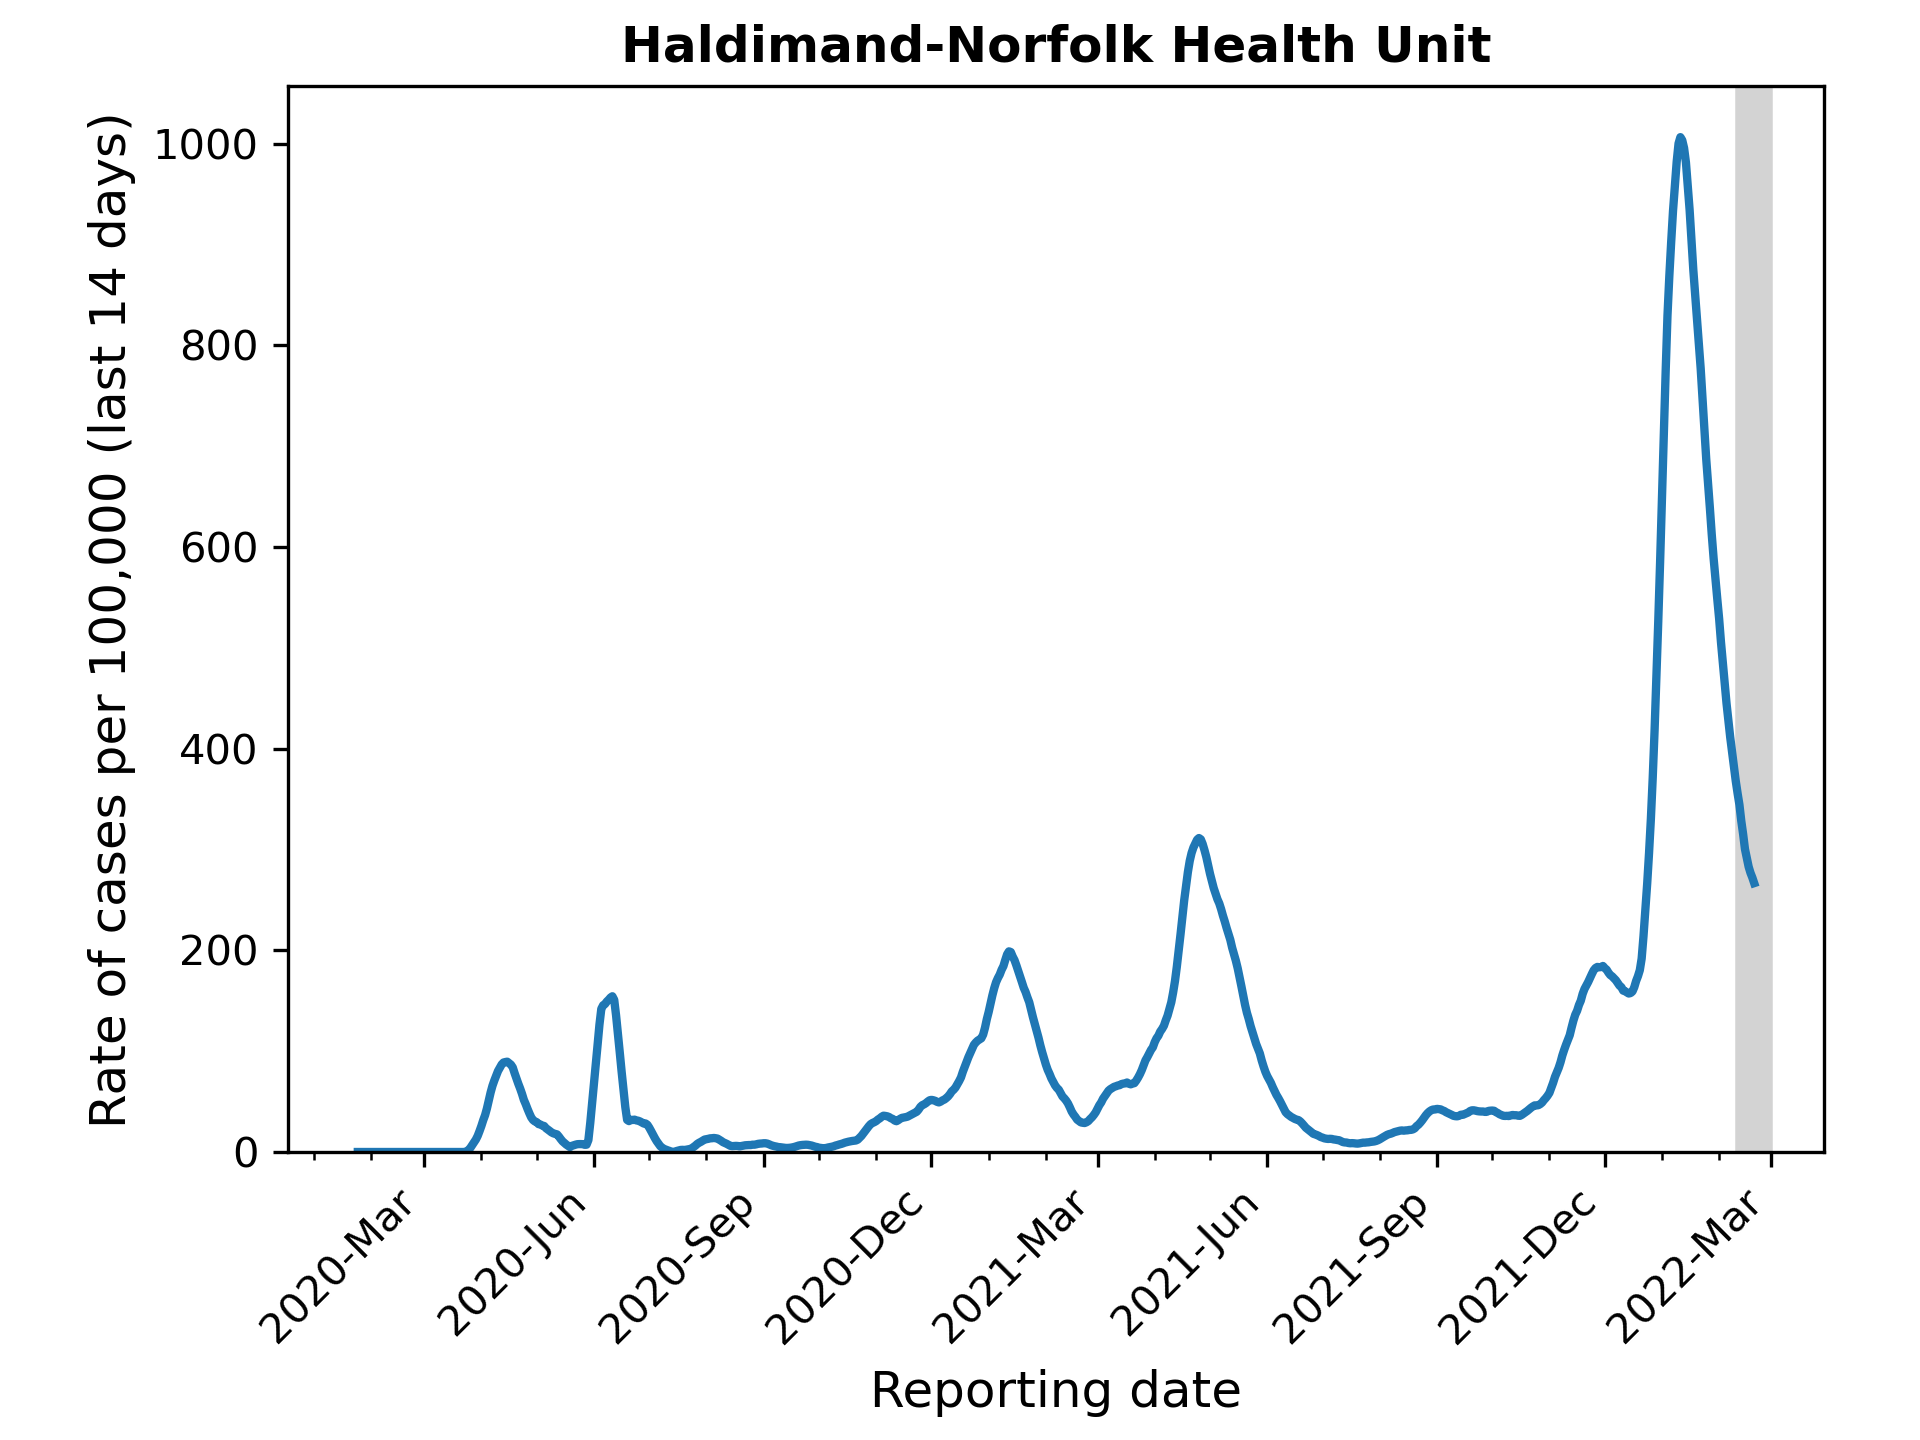 Haldimand-Norfolk Health Unit
Rate of cases per 100,000 (last 14 days)
1000
800
600
400
200
0
2020-Mar
2020-Jun
2020-Sep
2020-Dec
2021-Mar
2021-Jun
2021-Sep
2021-Dec
2022-Mar
Reporting date